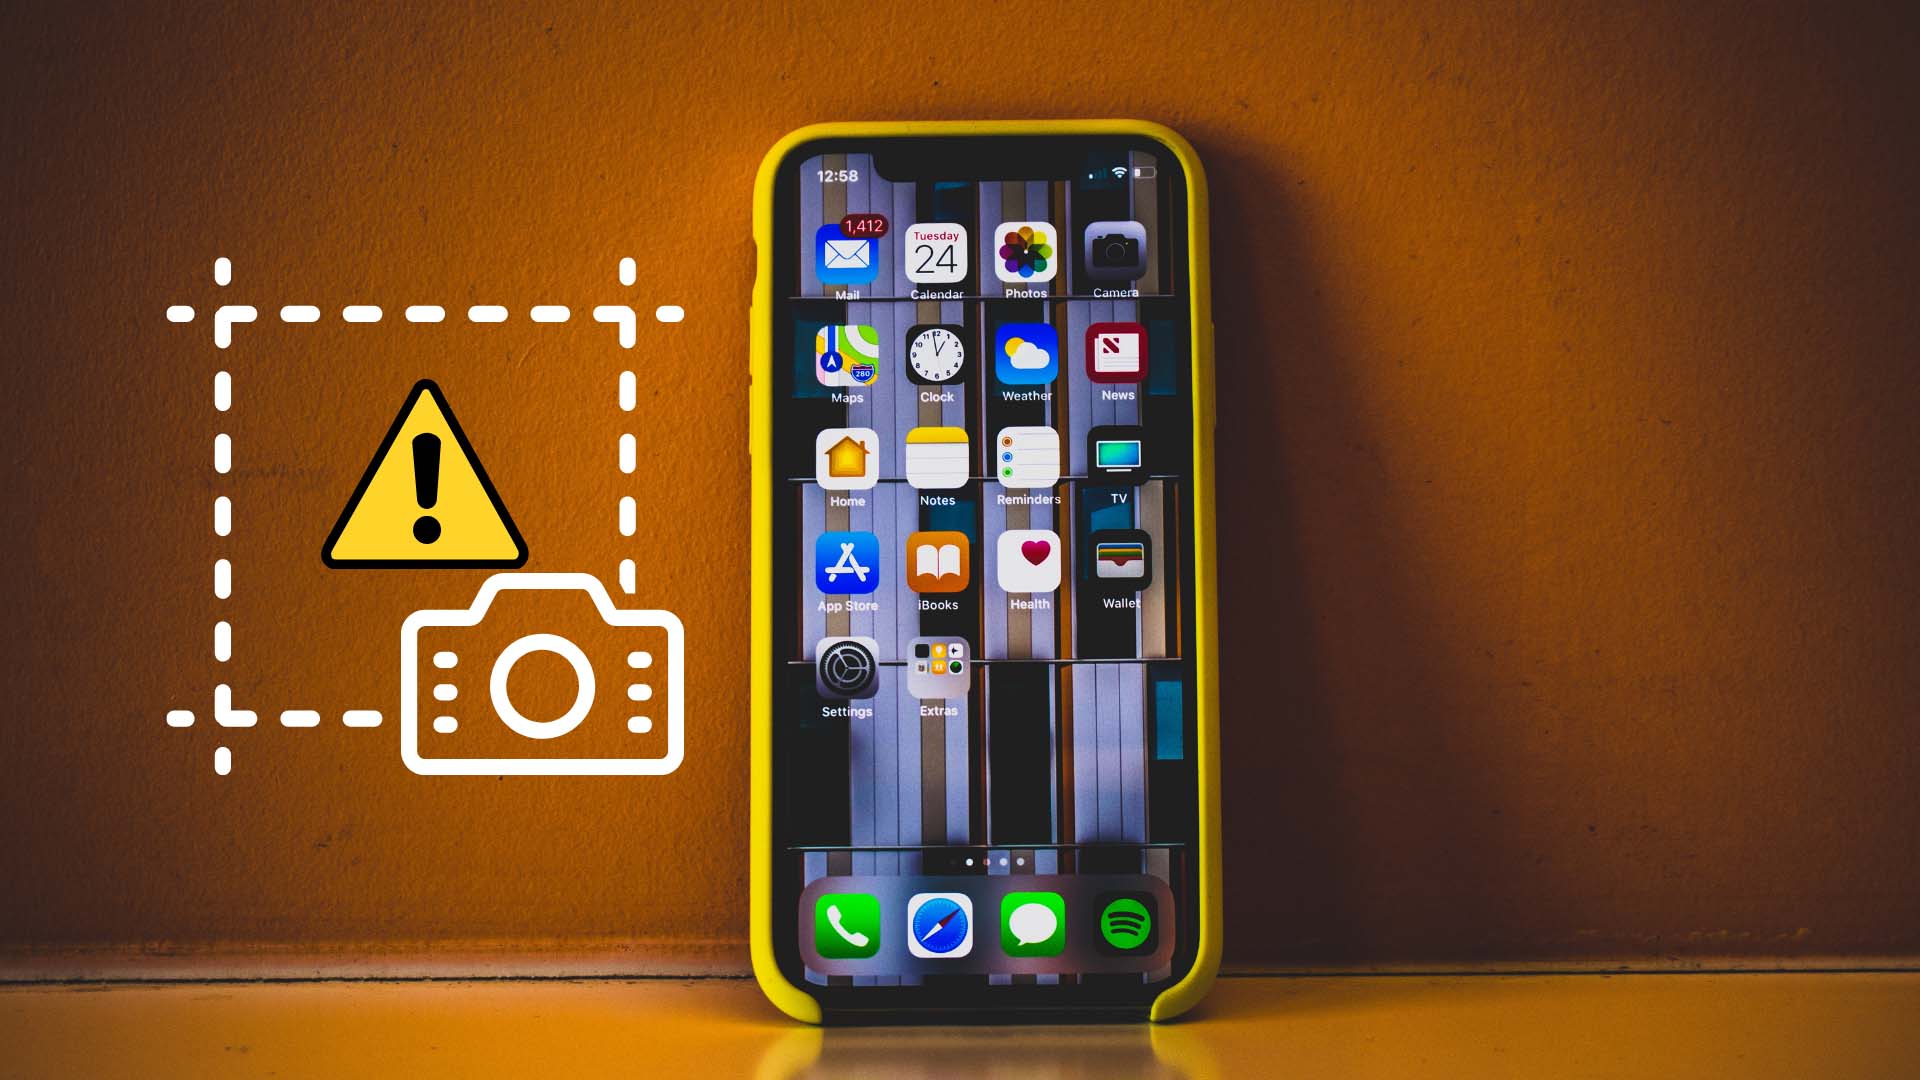 12:58
1,412
Tuesday
24
Mail
Calendar
Photos
Camera
280
Maps
Clock
Weather
News
Home
Notes
Reminders
TV
App Store
iBooks
Health
Wallet
Settings
Extras